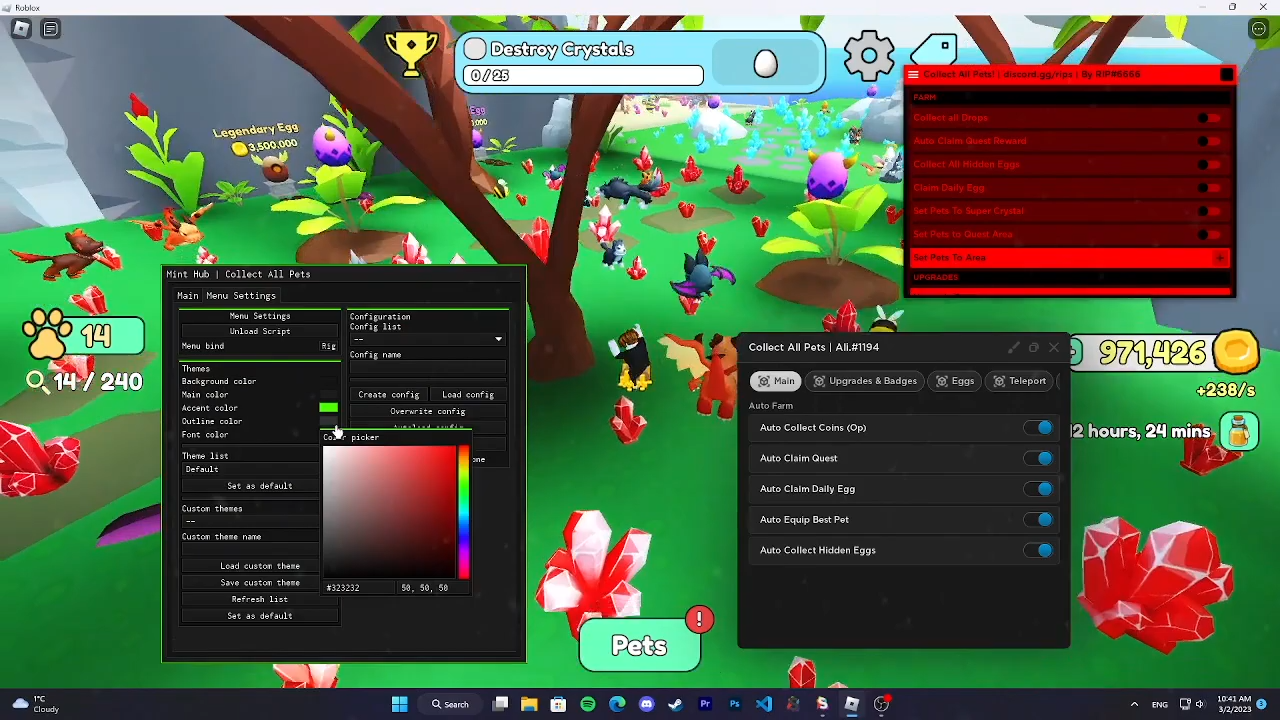 Roblox
Destroy Crystals
0 / 25
Legendary Egg
3,500,000
Collect All Pets! | discord.gg/rips | By RIP#6666
FARM
Collect all Drops
Auto Claim Quest Reward
Collect All Hidden Eggs
Claim Daily Egg
Set Pets To Super Crystal
Set Pets to Quest Area
Set Pets To Area
+
UPGRADES
14
14 / 240
Mint Hub | Collect All Pets
Main Menu Settings
Menu Settings
Unload Script
Menu bind Rig
Themes
Background color
Main color
Accent color
Outline color
Font color
Theme list
Default
Set as default
Custom themes
--
Custom theme name
Load custom theme
Save custom theme
Refresh list
Set as default
Configuration
Config list
--
Config name
Create config Load config
Overwrite config
Autoload config
one
Color picker
#323232 50, 50, 50
Collect All Pets | Ali.#1194
Main Upgrades & Badges Eggs Teleport
Auto Farm
Auto Collect Coins (Op)
Auto Claim Quest
Auto Claim Daily Egg
Auto Equip Best Pet
Auto Collect Hidden Eggs
971,426
+238/s
2 hours, 24 mins
!
Pets
1°C
Cloudy
Search
ENG
10:41 AM
3/2/2023
3